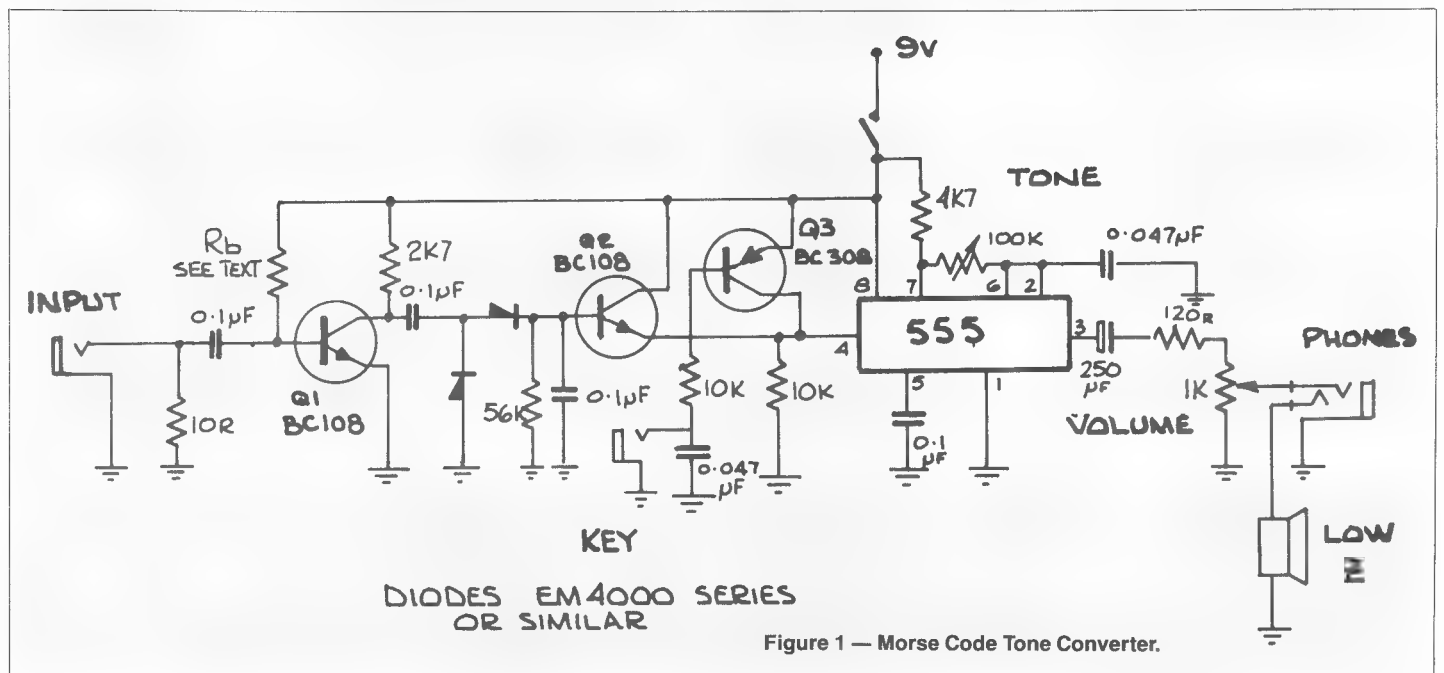 9V
TONE
4K7
100K
0.047µF
Q3
BC308
Q2
BC108
Rb
SEE TEXT
2K7
0.1µF
INPUT
0.1µF
8
7
6
2
555
4
3
5
1
120R
250
µF
PHONES
1K
VOLUME
10R
Q1
BC108
56K
0.1µF
10K
10K
0.047
µF
0.1
µF
KEY
LOW
DIODES EM4000 SERIES
OR SIMILAR
Figure 1 — Morse Code Tone Converter.